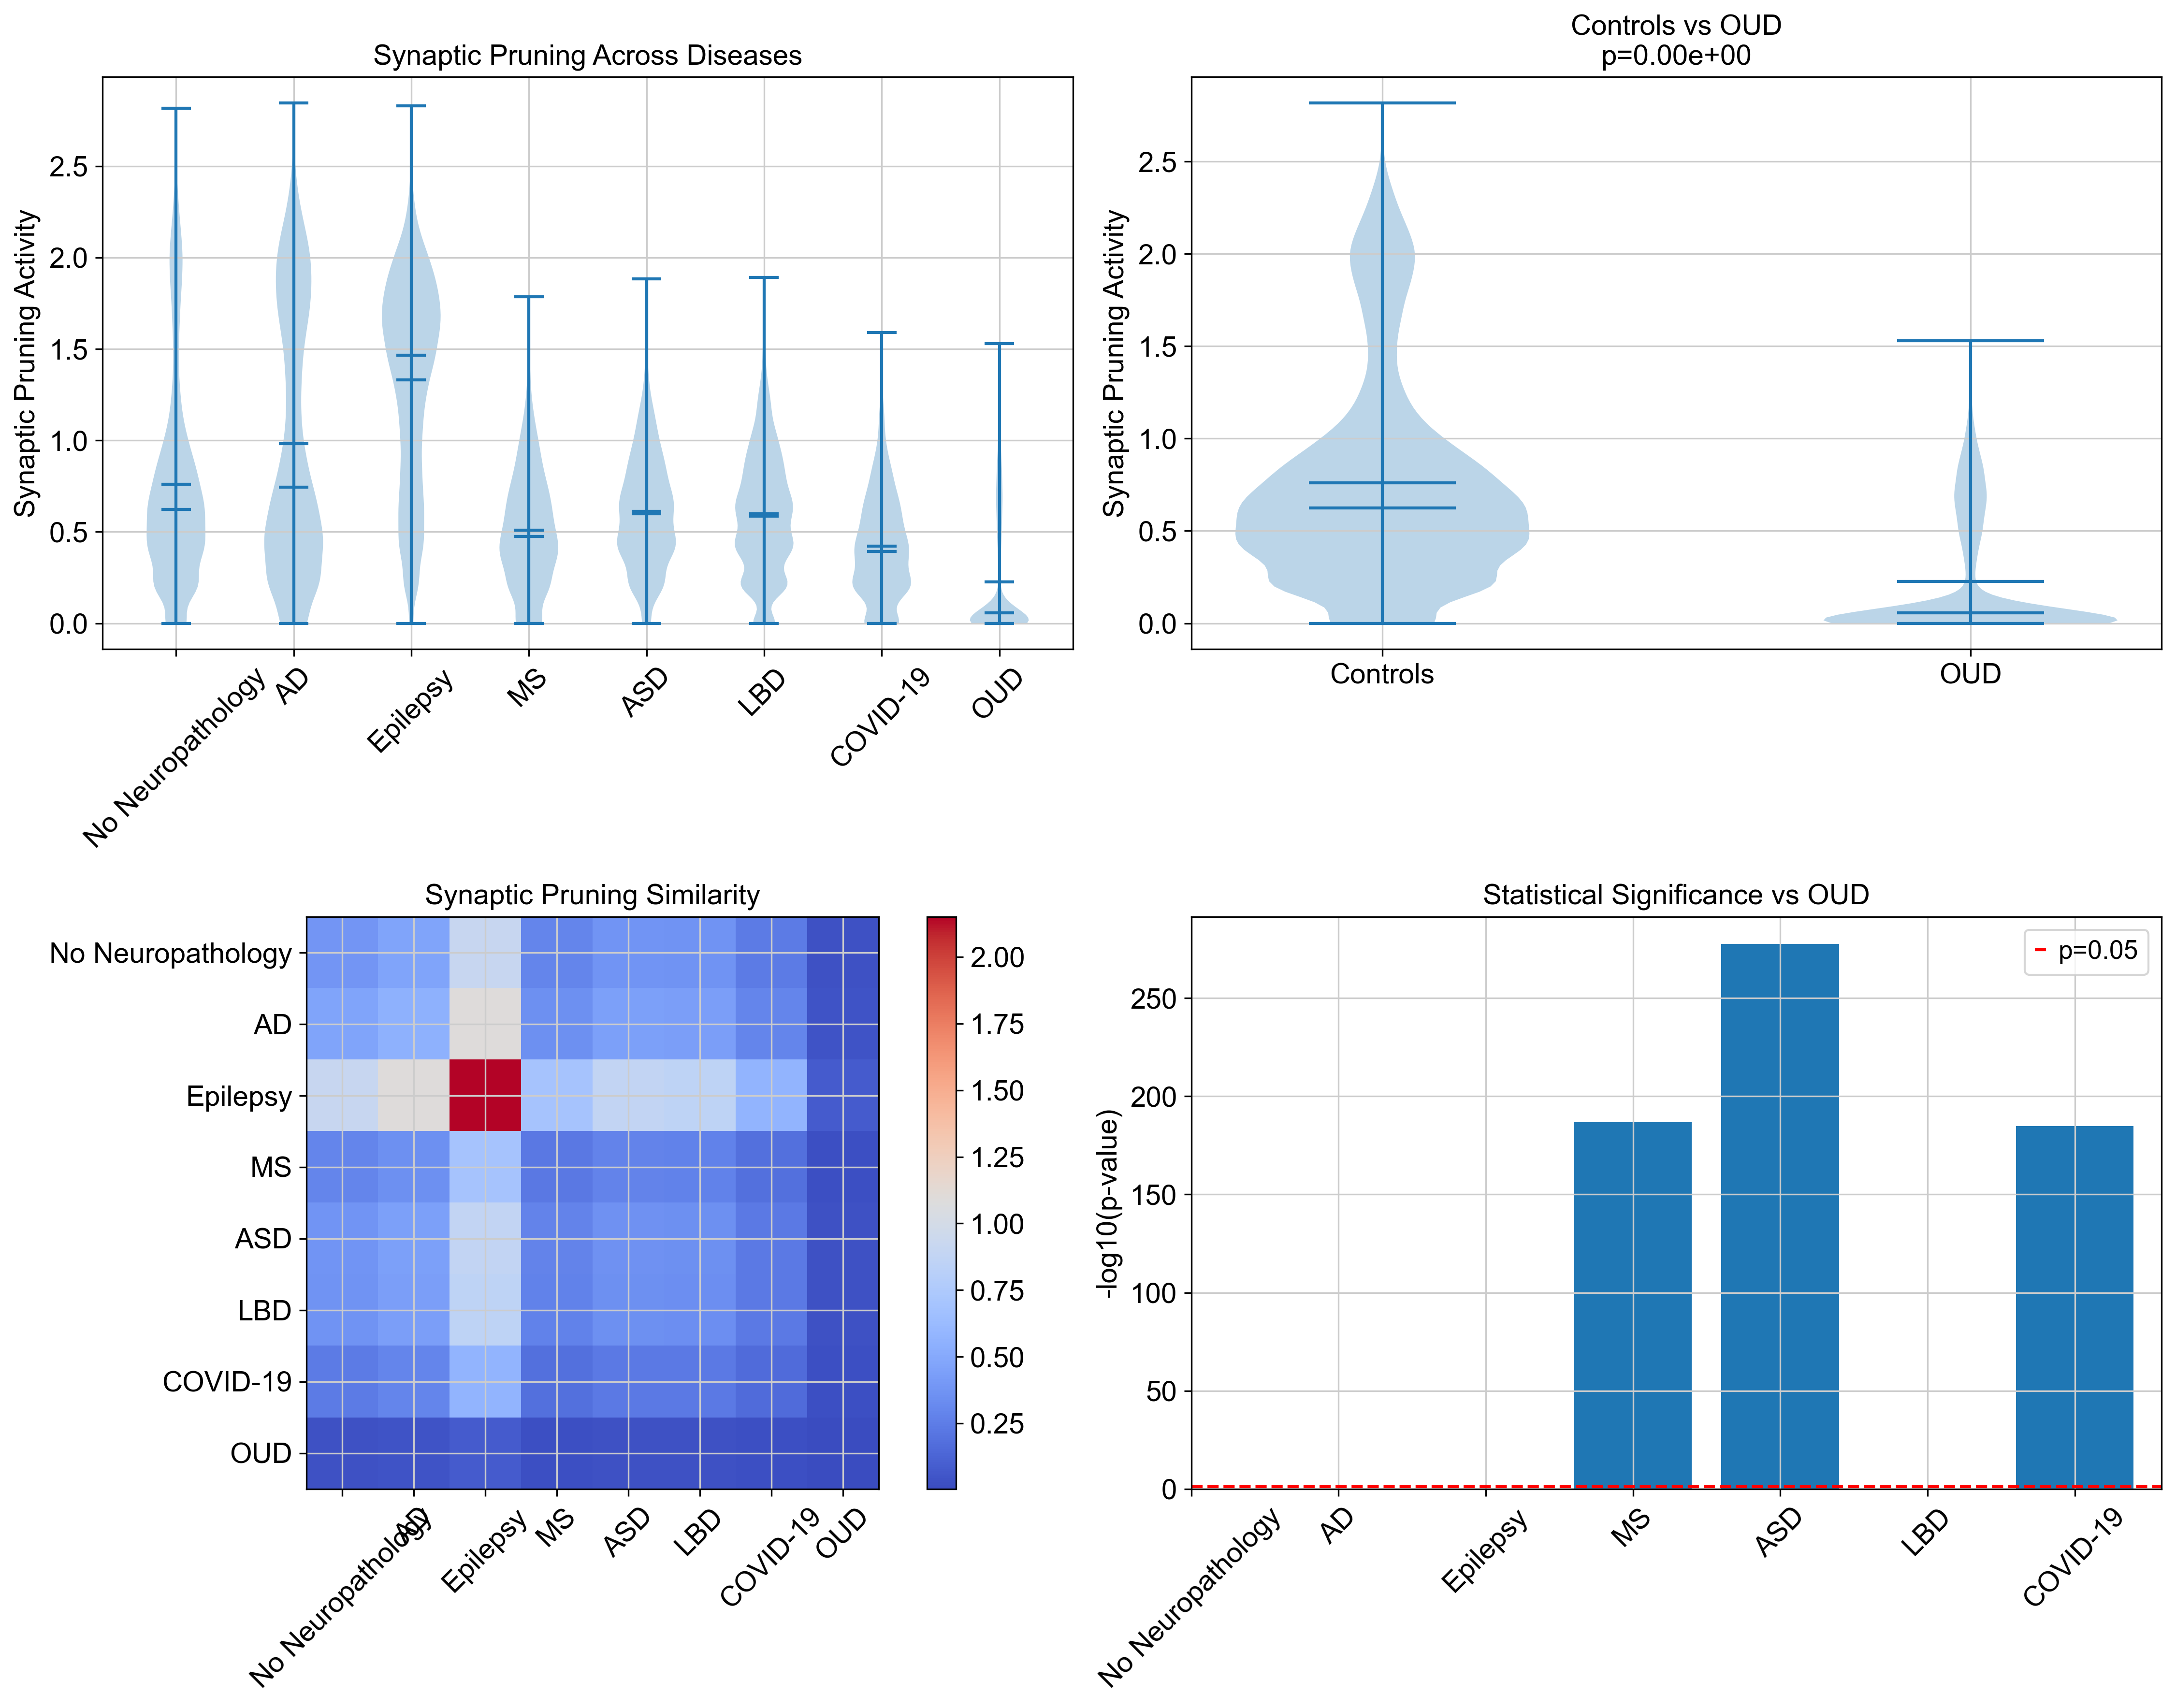 Synaptic Pruning Across Diseases
Synaptic Pruning Activity
2.5
2.0
1.5
1.0
0.5
0.0
No Neuropathology
AD
Epilepsy
MS
ASD
LBD
COVID-19
OUD
Controls vs OUD
p=0.00e+00
Synaptic Pruning Activity
2.5
2.0
1.5
1.0
0.5
0.0
Controls
OUD
Synaptic Pruning Similarity
No Neuropathology
AD
Epilepsy
MS
ASD
LBD
COVID-19
OUD
No Neuropathology
AD
Epilepsy
MS
ASD
LBD
COVID-19
OUD
2.00
1.75
1.50
1.25
1.00
0.75
0.50
0.25
Statistical Significance vs OUD
p=0.05
-log10(p-value)
250
200
150
100
50
0
No Neuropathology
AD
Epilepsy
MS
ASD
LBD
COVID-19